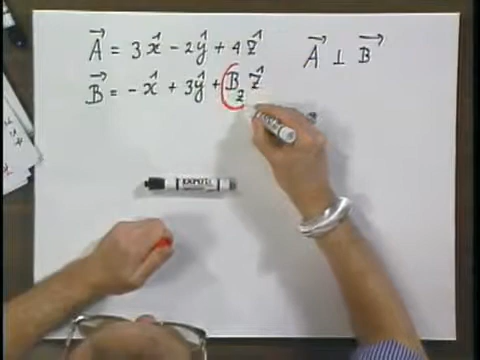 A⃗ = 3x̂ - 2ŷ + 4ẑ
A⃗ ⊥ B⃗
B⃗ = -x̂ + 3ŷ + B_z ẑ
EXPO